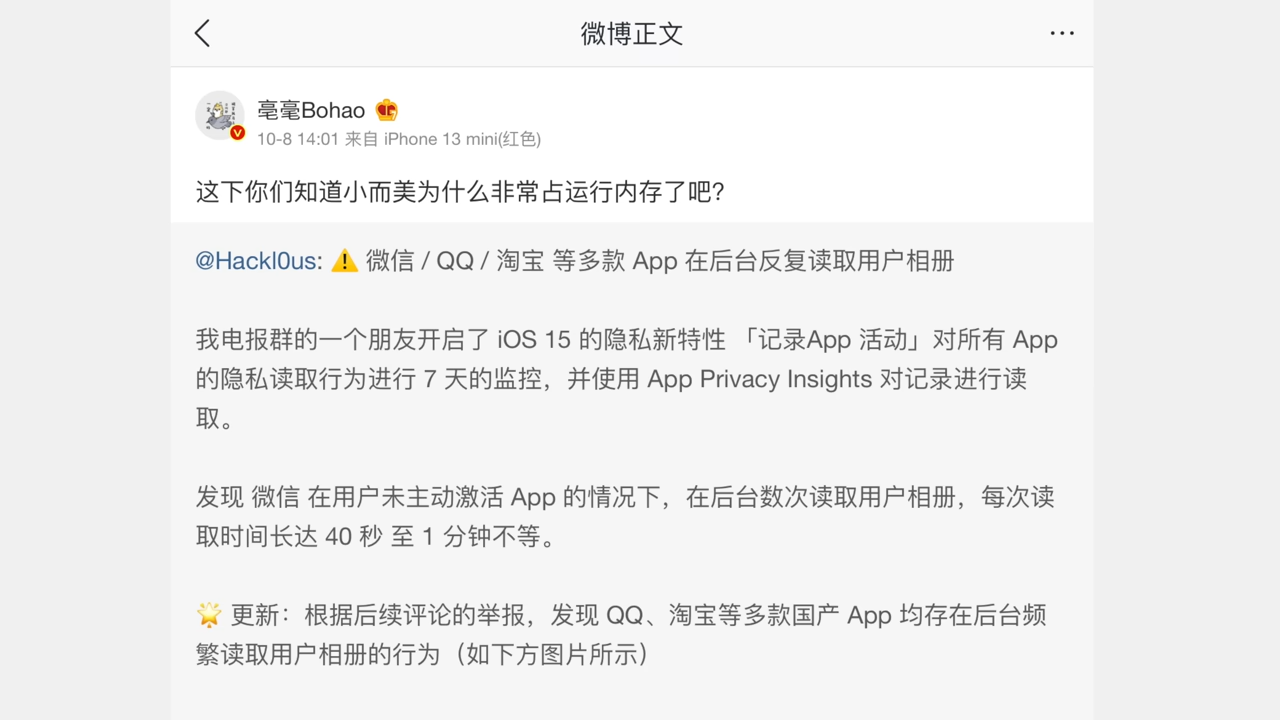 微博正文
亳亳Bohao
10-8 14:01 来自 iPhone 13 mini(红色)
这下你们知道小而美为什么非常占运行内存了吧?
@Hackl0us: ⚠️ 微信 / QQ / 淘宝 等多款 App 在后台反复读取用户相册
我电报群的一个朋友开启了 iOS 15 的隐私新特性 「记录App 活动」对所有 App
的隐私读取行为进行 7 天的监控，并使用 App Privacy Insights 对记录进行读
取。
发现 微信 在用户未主动激活 App 的情况下，在后台数次读取用户相册，每次读
取时间长达 40 秒 至 1 分钟不等。
🌟 更新：根据后续评论的举报，发现 QQ、淘宝等多款国产 App 均存在后台频
繁读取用户相册的行为（如下方图片所示）